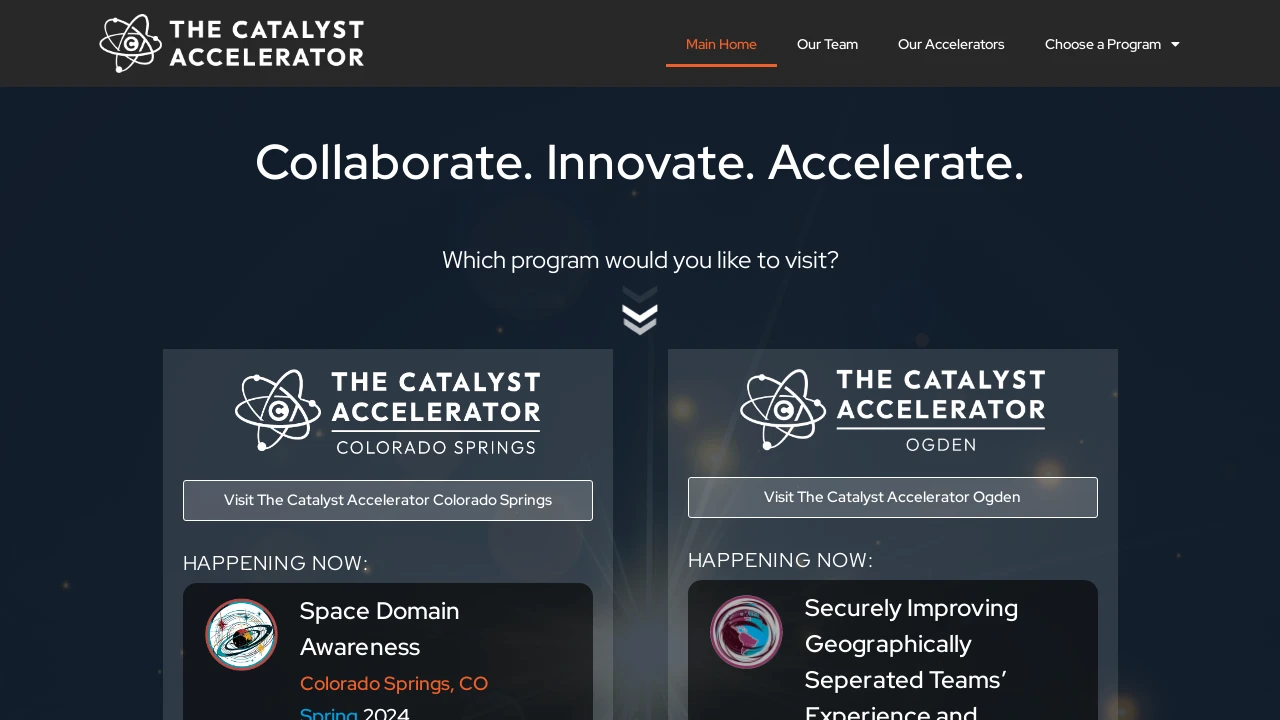 THE CATALYST
ACCELERATOR
Main Home
Our Team
Our Accelerators
Choose a Program
Collaborate. Innovate. Accelerate.
Which program would you like to visit?
THE CATALYST
ACCELERATOR
COLORADO SPRINGS
Visit The Catalyst Accelerator Colorado Springs
HAPPENING NOW:
Space Domain
Awareness
Colorado Springs, CO
Spring 2024
THE CATALYST
ACCELERATOR
OGDEN
Visit The Catalyst Accelerator Ogden
HAPPENING NOW:
Securely Improving
Geographically
Seperated Teams’
Experience and